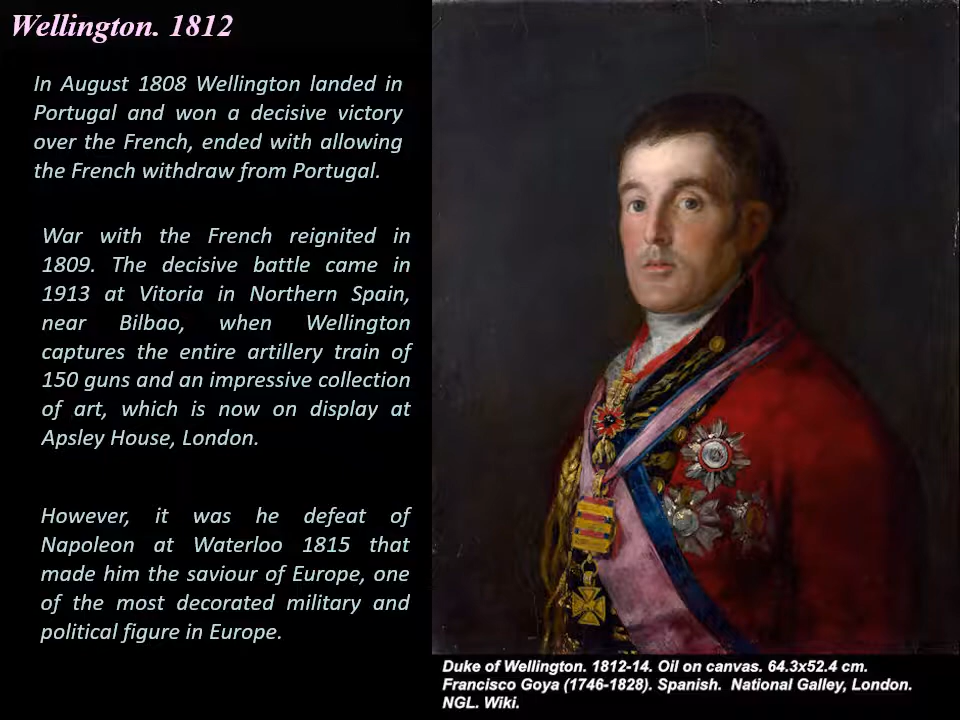 Wellington. 1812
In August 1808 Wellington landed in
Portugal and won a decisive victory
over the French, ended with allowing
the French withdraw from Portugal.
War with the French reignited in
1809. The decisive battle came in
1913 at Vitoria in Northern Spain,
near Bilbao, when Wellington
captures the entire artillery train of
150 guns and an impressive collection
of art, which is now on display at
Apsley House, London.
However, it was he defeat of
Napoleon at Waterloo 1815 that
made him the saviour of Europe, one
of the most decorated military and
political figure in Europe.
Duke of Wellington. 1812-14. Oil on canvas. 64.3x52.4 cm.
Francisco Goya (1746-1828). Spanish. National Galley, London.
NGL. Wiki.